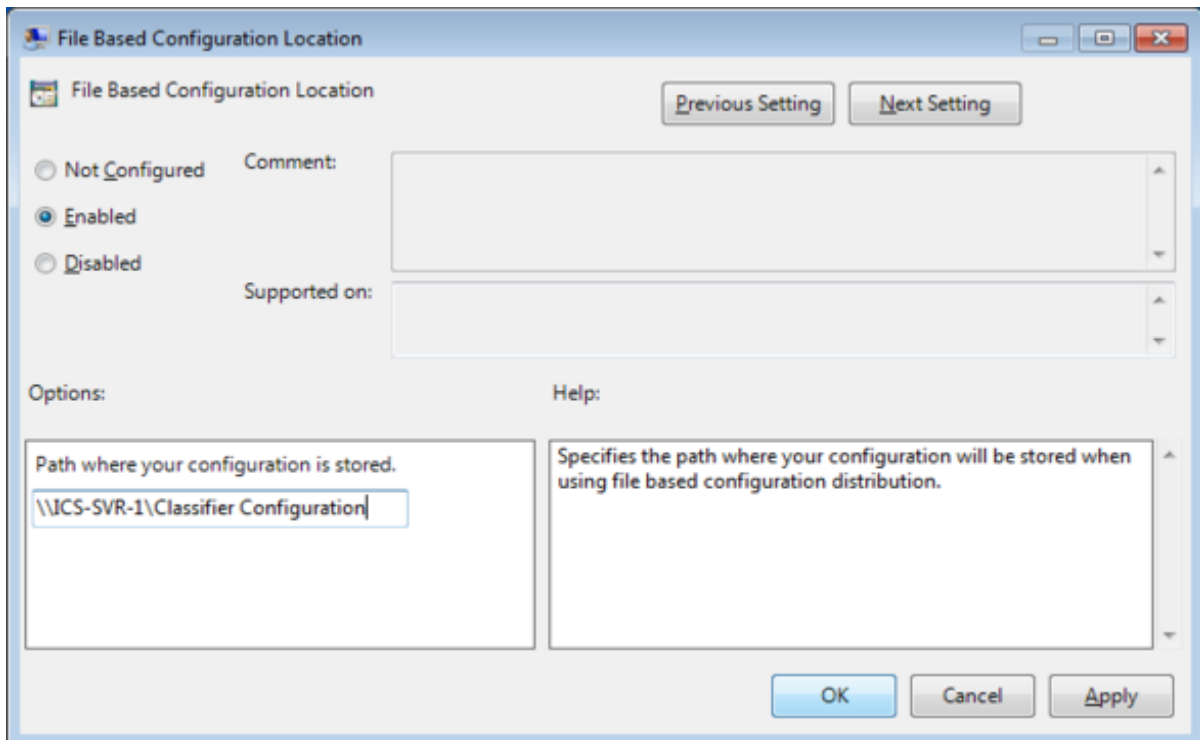 File Based Configuration Location
File Based Configuration Location
Previous Setting
Next Setting
Not Configured
Comment:
Enabled
Disabled
Supported on:
Options:
Help:
Path where your configuration is stored.
\\ICS-SVR-1\Classifier Configuration
Specifies the path where your configuration will be stored when
using file based configuration distribution.
OK
Cancel
Apply